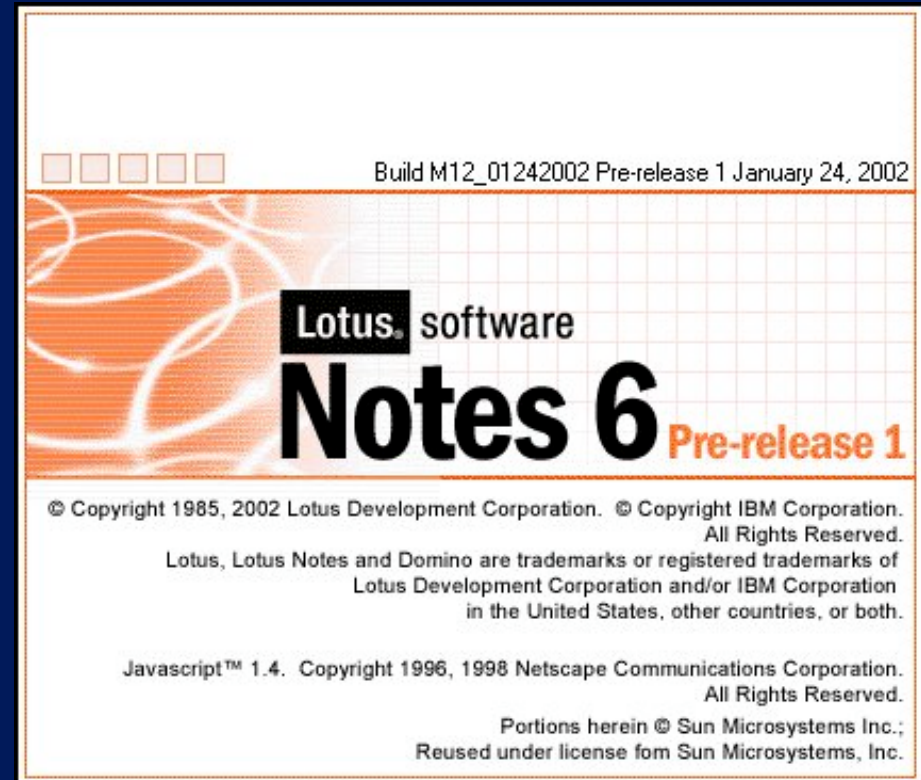 Build M12_01242002 Pre-release 1 January 24, 2002
Lotus® software
Notes 6 Pre-release 1
© Copyright 1985, 2002 Lotus Development Corporation. © Copyright IBM Corporation.
All Rights Reserved.
Lotus, Lotus Notes and Domino are trademarks or registered trademarks of
Lotus Development Corporation and/or IBM Corporation
in the United States, other countries, or both.
Javascript™ 1.4. Copyright 1996, 1998 Netscape Communications Corporation.
All Rights Reserved.
Portions herein © Sun Microsystems Inc.;
Reused under license fom Sun Microsystems, Inc.